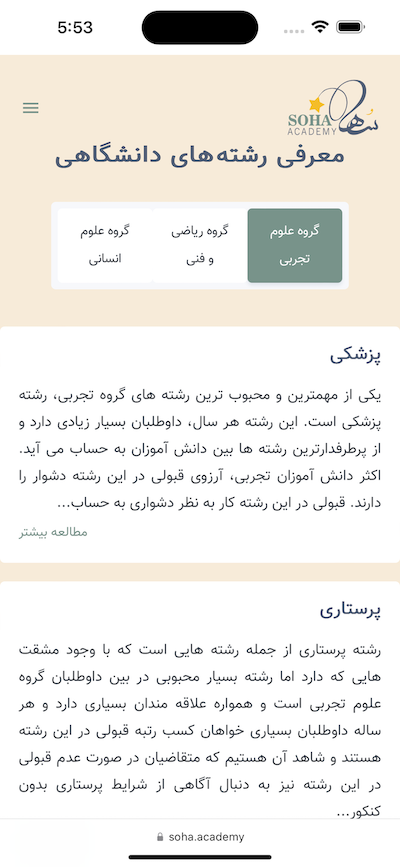 5:53
سها
SOHA
ACADEMY
معرفی رشته‌های دانشگاهی
گروه علوم تجربی
گروه ریاضی و فنی
گروه علوم انسانی
پزشکی
یکی از مهمترین و محبوب ترین رشته های گروه تجربی، رشته
پزشکی است. این رشته هر سال، داوطلبان بسیار زیادی دارد و
از پرطرفدارترین رشته ها بین دانش آموزان به حساب می آید.
اکثر دانش آموزان تجربی، آرزوی قبولی در این رشته دشوار را
دارند. قبولی در این رشته کار به نظر دشواری به حساب...
مطالعه بیشتر
پرستاری
رشته پرستاری از جمله رشته هایی است که با وجود مشقت
هایی که دارد اما رشته بسیار محبوبی در بین داوطلبان گروه
علوم تجربی است و همواره علاقه مندان بسیاری دارد و هر
ساله داوطلبان بسیاری خواهان کسب رتبه قبولی در این رشته
هستند و شاهد آن هستیم که متقاضیان در صورت عدم قبولی
در این رشته نیز به دنبال آگاهی از شرایط پرستاری بدون
کنکور...
soha.academy